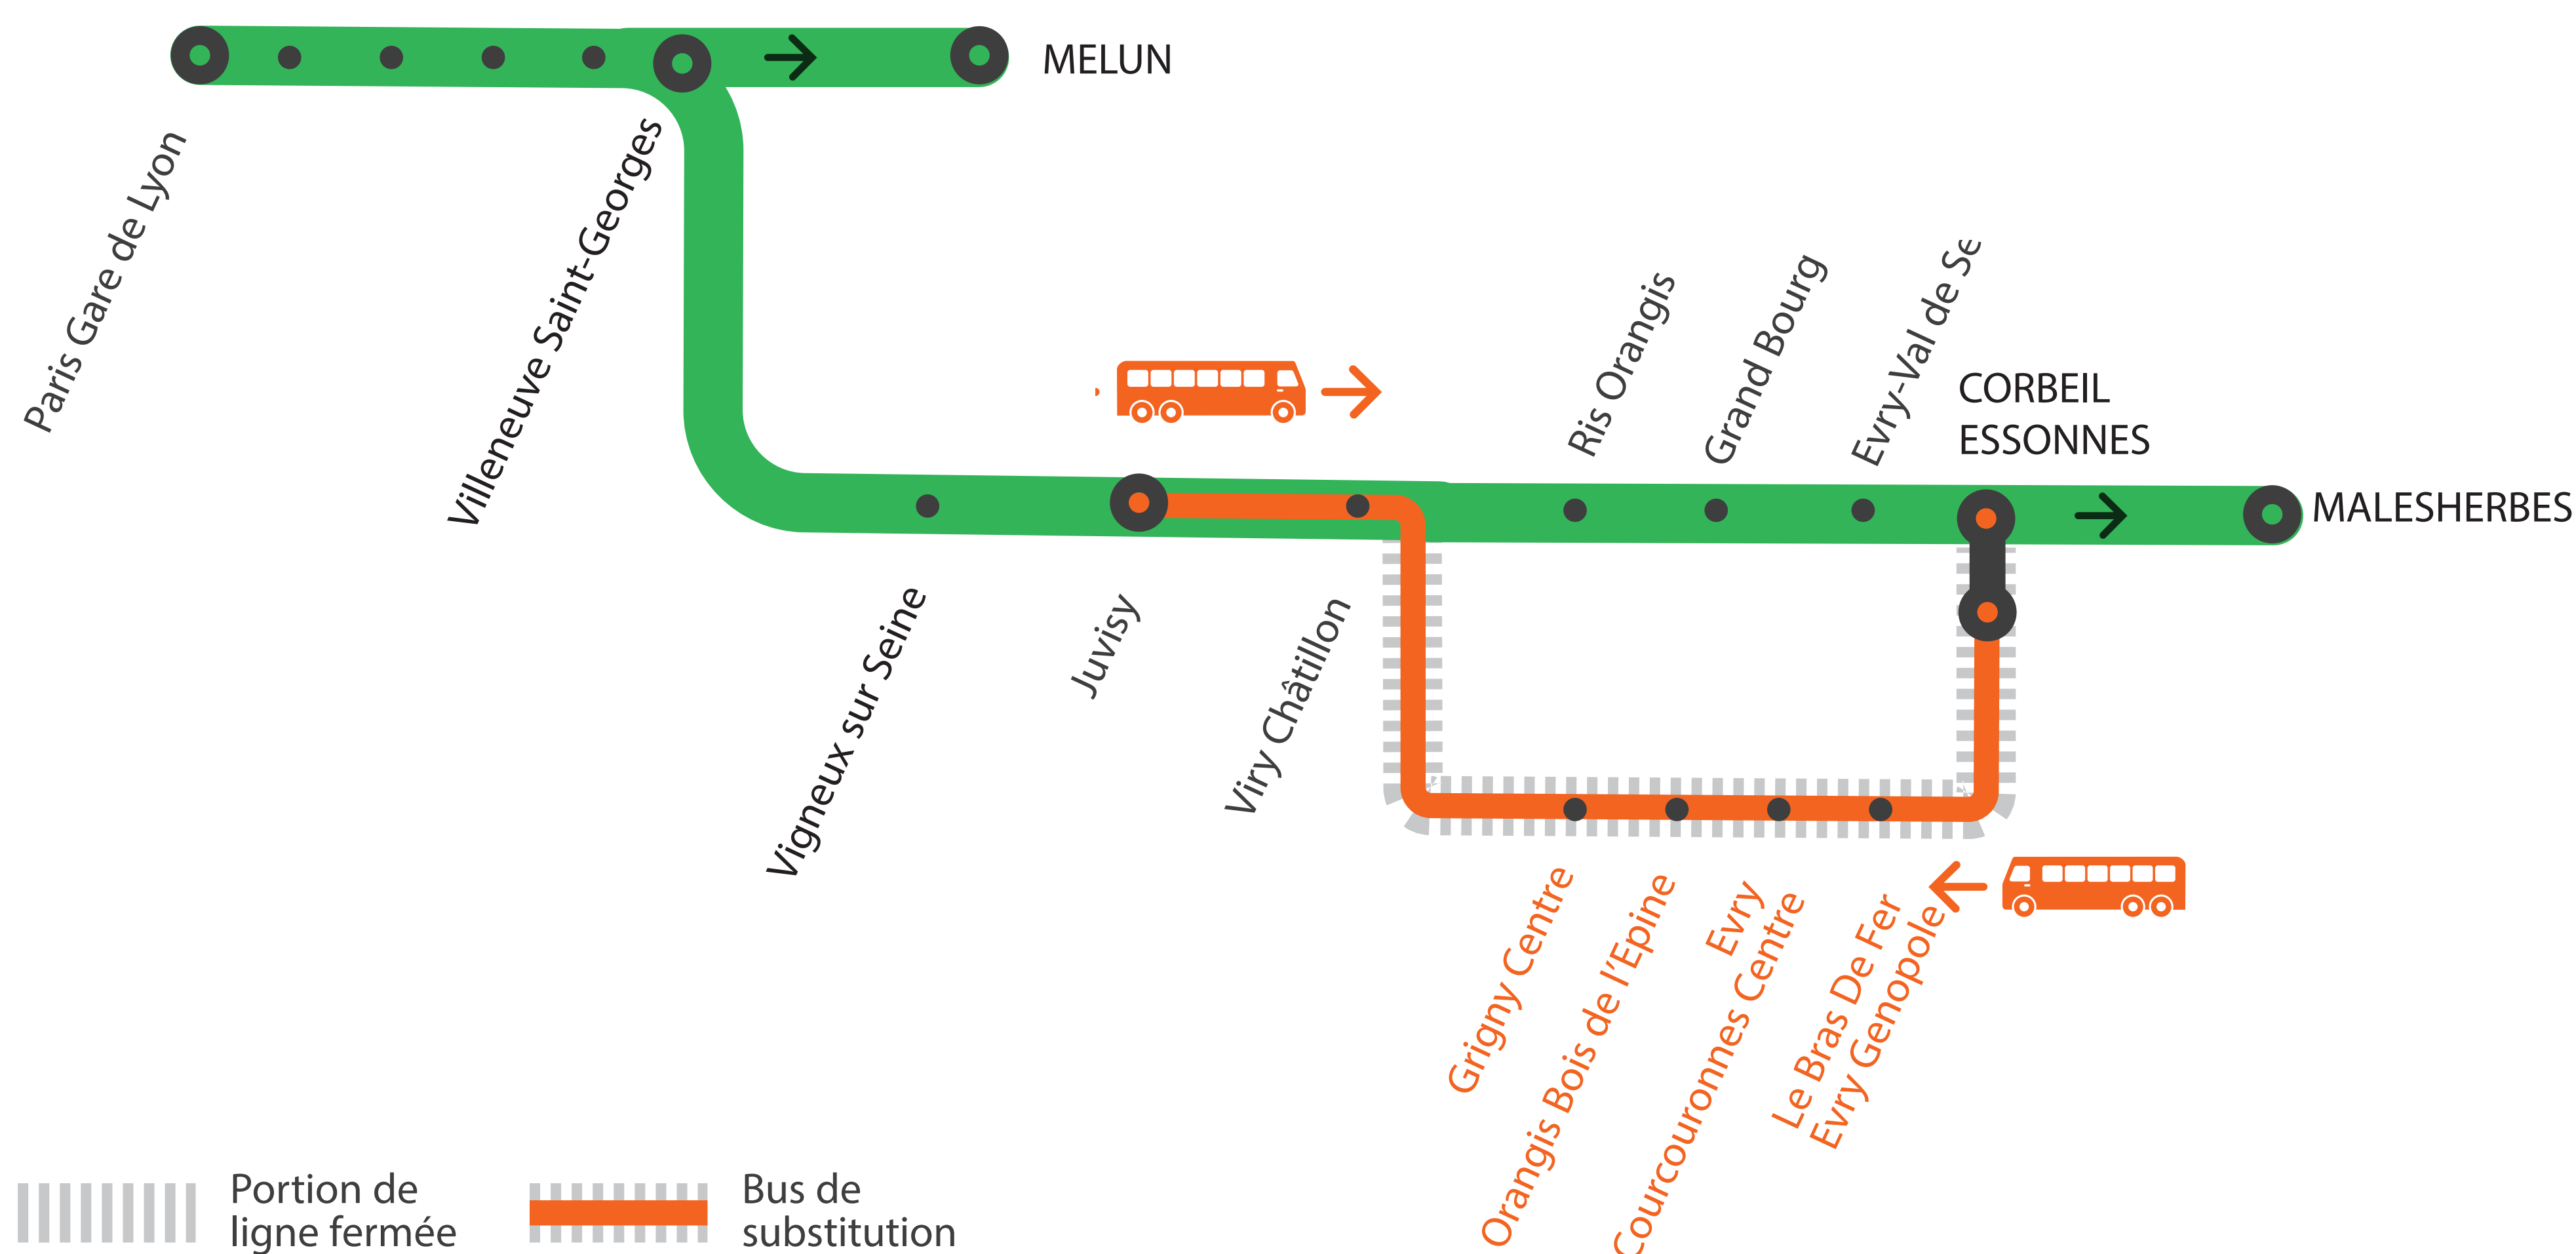 MELUN
Paris Gare de Lyon
Villeneuve Saint-Georges
Ris Orangis
Grand Bourg
Evry-Val de Se
CORBEIL
ESSONNES
MALESHERBES
Vigneux sur Seine
Juvisy
Viry Châtillon
Grigny Centre
Orangis Bois de l'Epine
Evry
Courcouronnes Centre
Le Bras De Fer
Evry Genopole
Portion de
ligne fermée
Bus de
substitution